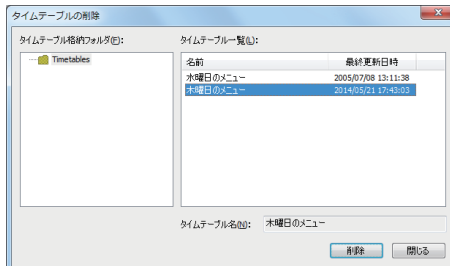 タイムテーブルの削除
タイムテーブル格納フォルダ(F):
Timetables
タイムテーブル一覧(L):
名前 最終更新日時
水曜日のメニュー 2005/07/08 13:11:38
木曜日のメニュー 2014/05/21 17:43:03
タイムテーブル名(N): 木曜日のメニュー
削除 閉じる